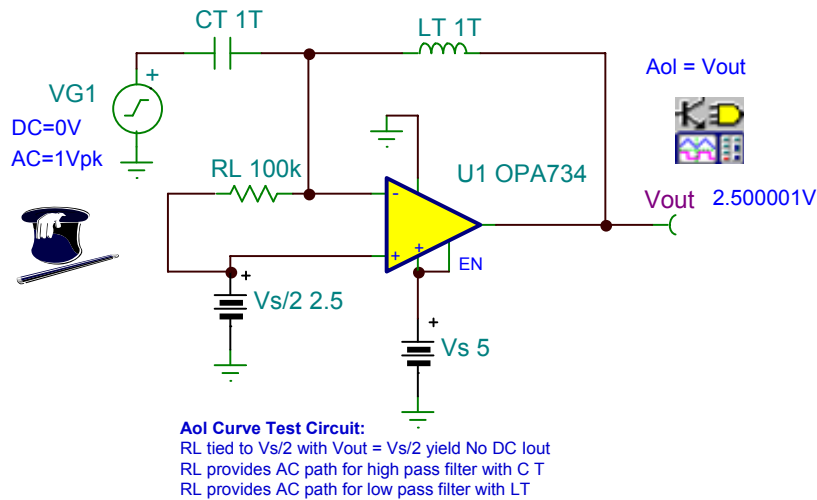 CT 1T
LT 1T
Aol = Vout
VG1
DC=0V
AC=1Vpk
RL 100k
U1 OPA734
Vout 2.500001V
EN
Vs/2 2.5
Vs 5
Aol Curve Test Circuit:
RL tied to Vs/2 with Vout = Vs/2 yield No DC Iout
RL provides AC path for high pass filter with C T
RL provides AC path for low pass filter with LT